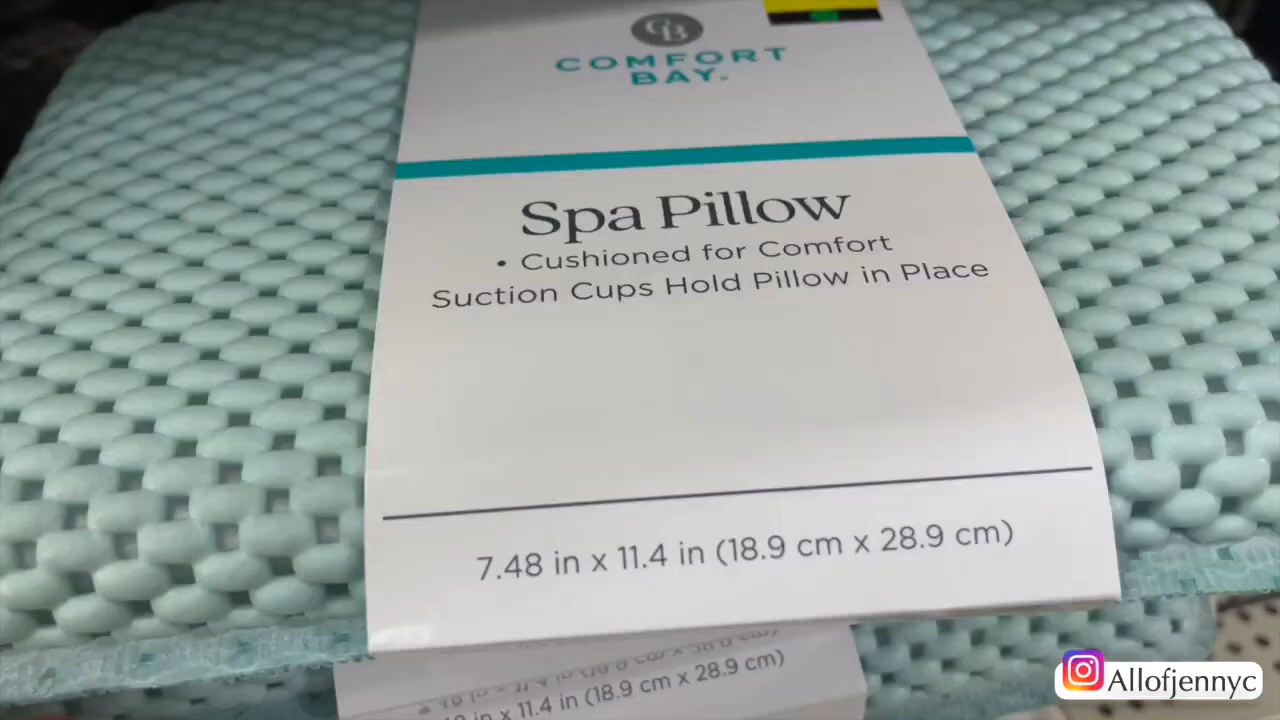 CB
COMFORT
BAY.
Spa Pillow
• Cushioned for Comfort
Suction Cups Hold Pillow in Place
7.48 in x 11.4 in (18.9 cm x 28.9 cm)
in x 11.4 in (18.9 cm x 28.9 cm)
Allofjennyc